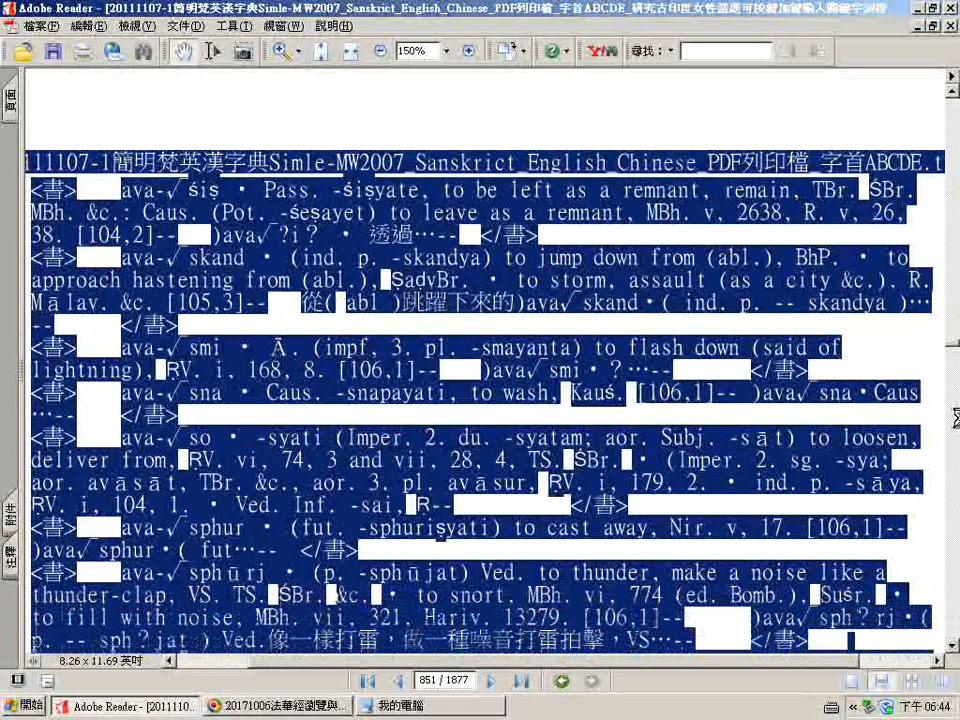 Adobe Reader - [20111107-1簡明梵英漢字典Simle-MW2007_Sanskrict_English_Chinese_PDF列印檔_字首ABCDE_研究古印度女性
檔案(F) 編輯(E) 檢視(V) 文件(D) 工具(T) 視窗(W) 說明(H)
150% 尋找:
頁面
111107-1簡明梵英漢字典Simle-MW2007_Sanskrict_English_Chinese_PDF列印檔_字首ABCDE.t
<書> ava-√śiṣ • Pass. -śiṣyate, to be left as a remnant, remain, TBr. ŚBr.
MBh. &c.: Caus. (Pot. -śeṣayet) to leave as a remnant, MBh. v, 2638, R. v, 26,
38. [104,2]-- )ava√?i? • 透過…-- </書>
<書> ava-√skand • (ind. p. -skandya) to jump down from (abl.), BhP. • to
approach hastening from (abl.), ṢaḍvBr. • to storm, assault (as a city &c.), R.
Mālav. &c. [105,3]-- 從( abl )跳躍下來的)ava√skand•( ind. p. -- skandya )…
-- </書>
<書> ava-√smi • Ā. (impf, 3. pl. -smayanta) to flash down (said of
lightning), RV. i, 168, 8. [106,1]-- )ava√smi•?…-- </書>
<書> ava-√sna • Caus. -snapayati, to wash, Kauś. [106,1]-- )ava√sna•Caus
…-- </書>
<書> ava-√so • -syati (Imper. 2. du. -syatam; aor. Subj. -sāt) to loosen,
deliver from, RV. vi, 74, 3 and vii, 28, 4, TS. ŚBr. • (Imper. 2. sg. -sya;
aor. avāsāt, TBr. &c. aor. 3. pl. avāsur, RV. i, 179, 2. • ind. p. -sāya,
RV. i, 104, 1. • Ved. Inf. -sai, R-- </書>
<書> ava-√sphur • (fut. -sphuriṣyati) to cast away, Nir. v, 17. [106,1]--
)ava√sphur•( fut…-- </書>
<書> ava-√sphūrj • (p. -sphūjat) Ved. to thunder, make a noise like a
thunder-clap, VS. TS. ŚBr. &c. • to snort, MBh. vi, 774 (ed. Bomb.), Suśr. •
to fill with noise, MBh. vii, 321. Hariv. 13279. [106,1]-- )ava√sph?rj•(
p. -- sph?jat ) Ved.像一樣打雷，做一種噪音打雷拍擊，VS…-- </書>
附件
注釋
8.26 x 11.69 英吋
851 / 1877
開始 Adobe Reader - [2011110... 20171006法華經瀏覽與... 我的電腦 下午 06:44